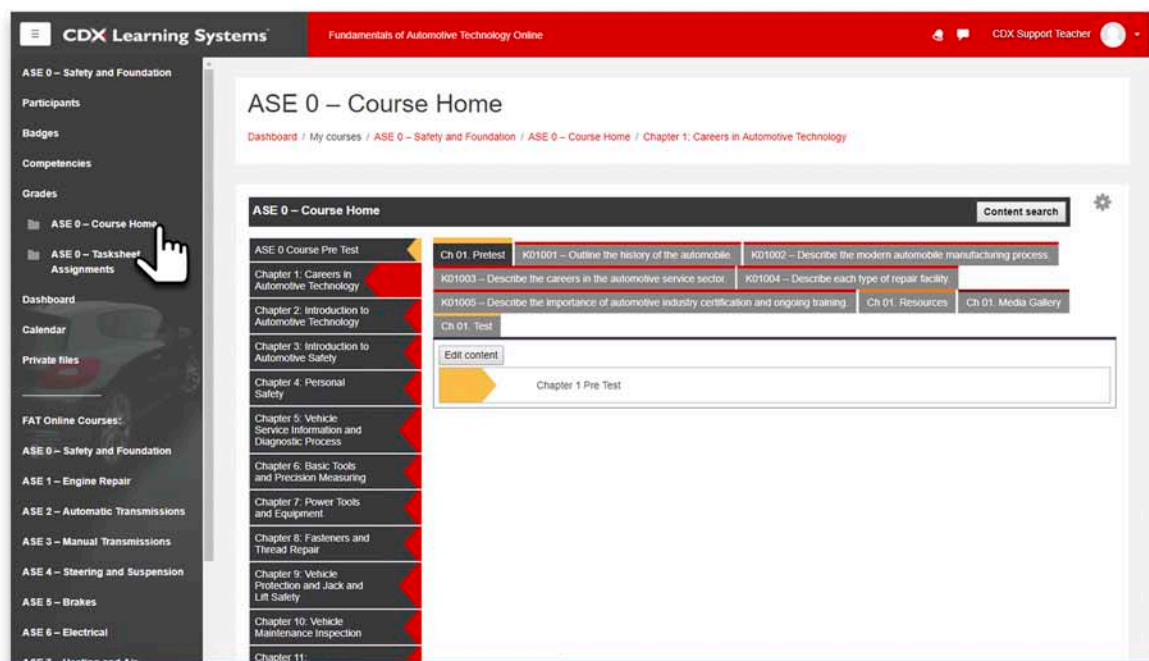 CDX Learning Systems
Fundamentals of Automotive Technology Online
CDX Support Teacher
ASE 0 – Safety and Foundation
Participants
Badges
Competencies
Grades
ASE 0 – Course Home
ASE 0 – Tasksheet
Assignments
Dashboard
Calendar
Private files
FAT Online Courses:
ASE 0 – Safety and Foundation
ASE 1 – Engine Repair
ASE 2 – Automatic Transmissions
ASE 3 – Manual Transmissions
ASE 4 – Steering and Suspension
ASE 5 – Brakes
ASE 6 – Electrical
ASE 0 – Course Home
Dashboard / My courses / ASE 0 – Safety and Foundation / ASE 0 – Course Home / Chapter 1: Careers in Automotive Technology
ASE 0 – Course Home
Content search
ASE 0 Course Pre Test
Chapter 1: Careers in
Automotive Technology
Chapter 2: Introduction to
Automotive Technology
Chapter 3: Introduction to
Automotive Safety
Chapter 4: Personal
Safety
Chapter 5: Vehicle
Service Information and
Diagnostic Process
Chapter 6: Basic Tools
and Precision Measuring
Chapter 7: Power Tools
and Equipment
Chapter 8: Fasteners and
Thread Repair
Chapter 9: Vehicle
Protection and Jack and
Lift Safety
Chapter 10: Vehicle
Maintenance Inspection
Chapter 11:
Ch 01. Pretest
K01001 – Outline the history of the automobile.
K01002 – Describe the modern automobile manufacturing process.
K01003 – Describe the careers in the automotive service sector.
K01004 – Describe each type of repair facility.
K01005 – Describe the importance of automotive industry certification and ongoing training.
Ch 01. Resources
Ch 01. Media Gallery
Ch 01. Test
Edit content
Chapter 1 Pre Test